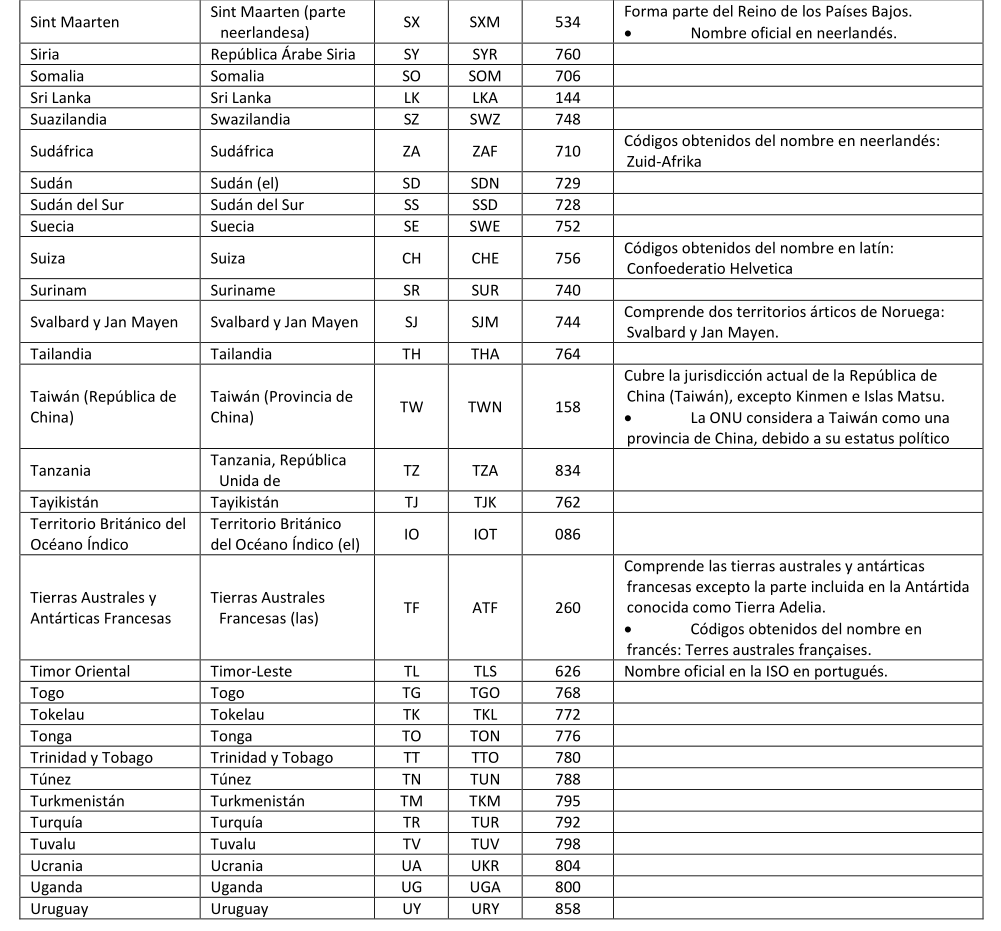 Sint Maarten
Sint Maarten (parte
neerlandesa)
SX
SXM
534
Forma parte del Reino de los Países Bajos.
• Nombre oficial en neerlandés.
Siria
República Árabe Siria
SY
SYR
760
Somalia
Somalia
SO
SOM
706
Sri Lanka
Sri Lanka
LK
LKA
144
Suazilandia
Swazilandia
SZ
SWZ
748
Sudáfrica
Sudáfrica
ZA
ZAF
710
Códigos obtenidos del nombre en neerlandés:
Zuid-Afrika
Sudán
Sudán (el)
SD
SDN
729
Sudán del Sur
Sudán del Sur
SS
SSD
728
Suecia
Suecia
SE
SWE
752
Suiza
Suiza
CH
CHE
756
Códigos obtenidos del nombre en latín:
Confoederatio Helvetica
Surinam
Suriname
SR
SUR
740
Svalbard y Jan Mayen
Svalbard y Jan Mayen
SJ
SJM
744
Comprende dos territorios árticos de Noruega:
Svalbard y Jan Mayen.
Tailandia
Tailandia
TH
THA
764
Taiwán (República de
China)
Taiwán (Provincia de
China)
TW
TWN
158
Cubre la jurisdicción actual de la República de
China (Taiwán), excepto Kinmen e Islas Matsu.
• La ONU considera a Taiwán como una
provincia de China, debido a su estatus político
Tanzania
Tanzania, República
Unida de
TZ
TZA
834
Tayikistán
Tayikistán
TJ
TJK
762
Territorio Británico del
Océano Índico
Territorio Británico
del Océano Índico (el)
IO
IOT
086
Tierras Australes y
Antárticas Francesas
Tierras Australes
Francesas (las)
TF
ATF
260
Comprende las tierras australes y antárticas
francesas excepto la parte incluida en la Antártida
conocida como Tierra Adelia.
• Códigos obtenidos del nombre en
francés: Terres australes françaises.
Timor Oriental
Timor-Leste
TL
TLS
626
Nombre oficial en la ISO en portugués.
Togo
Togo
TG
TGO
768
Tokelau
Tokelau
TK
TKL
772
Tonga
Tonga
TO
TON
776
Trinidad y Tobago
Trinidad y Tobago
TT
TTO
780
Túnez
Túnez
TN
TUN
788
Turkmenistán
Turkmenistán
TM
TKM
795
Turquía
Turquía
TR
TUR
792
Tuvalu
Tuvalu
TV
TUV
798
Ucrania
Ucrania
UA
UKR
804
Uganda
Uganda
UG
UGA
800
Uruguay
Uruguay
UY
URY
858